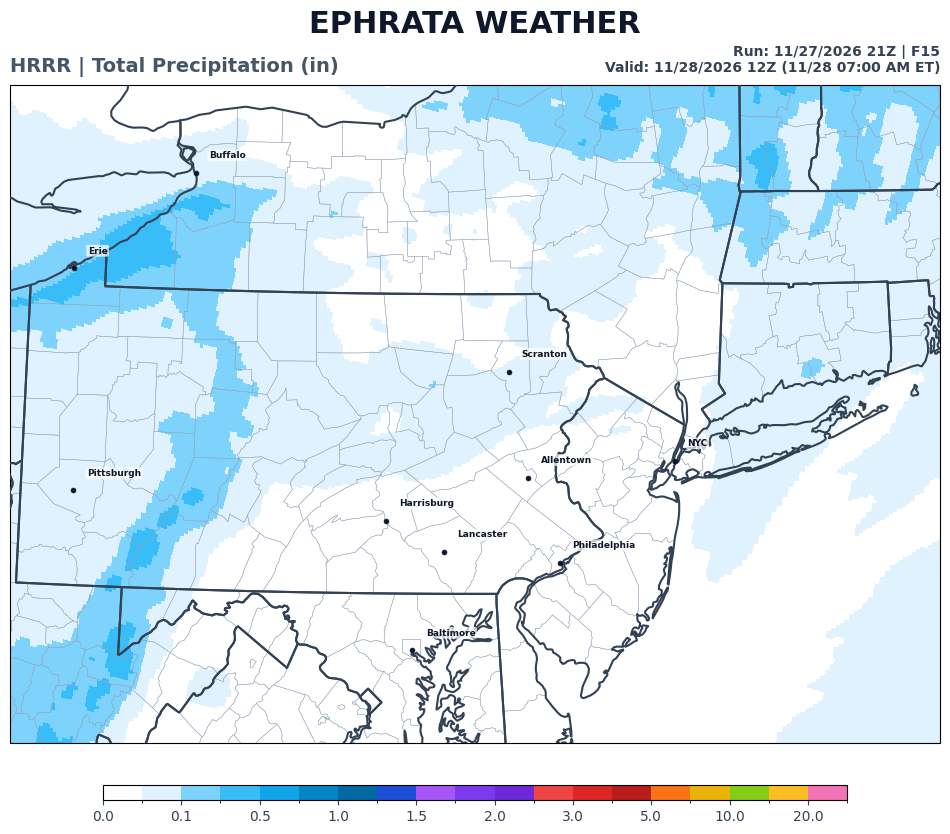 EPHRATA WEATHER
HRRR | Total Precipitation (in)
Run: 11/27/2026 21Z | F15
Valid: 11/28/2026 12Z (11/28 07:00 AM ET)
Buffalo
Erie
Scranton
NYC
Allentown
Pittsburgh
Harrisburg
Lancaster
Philadelphia
Baltimore
0.0 0.1 0.5 1.0 1.5 2.0 3.0 5.0 10.0 20.0